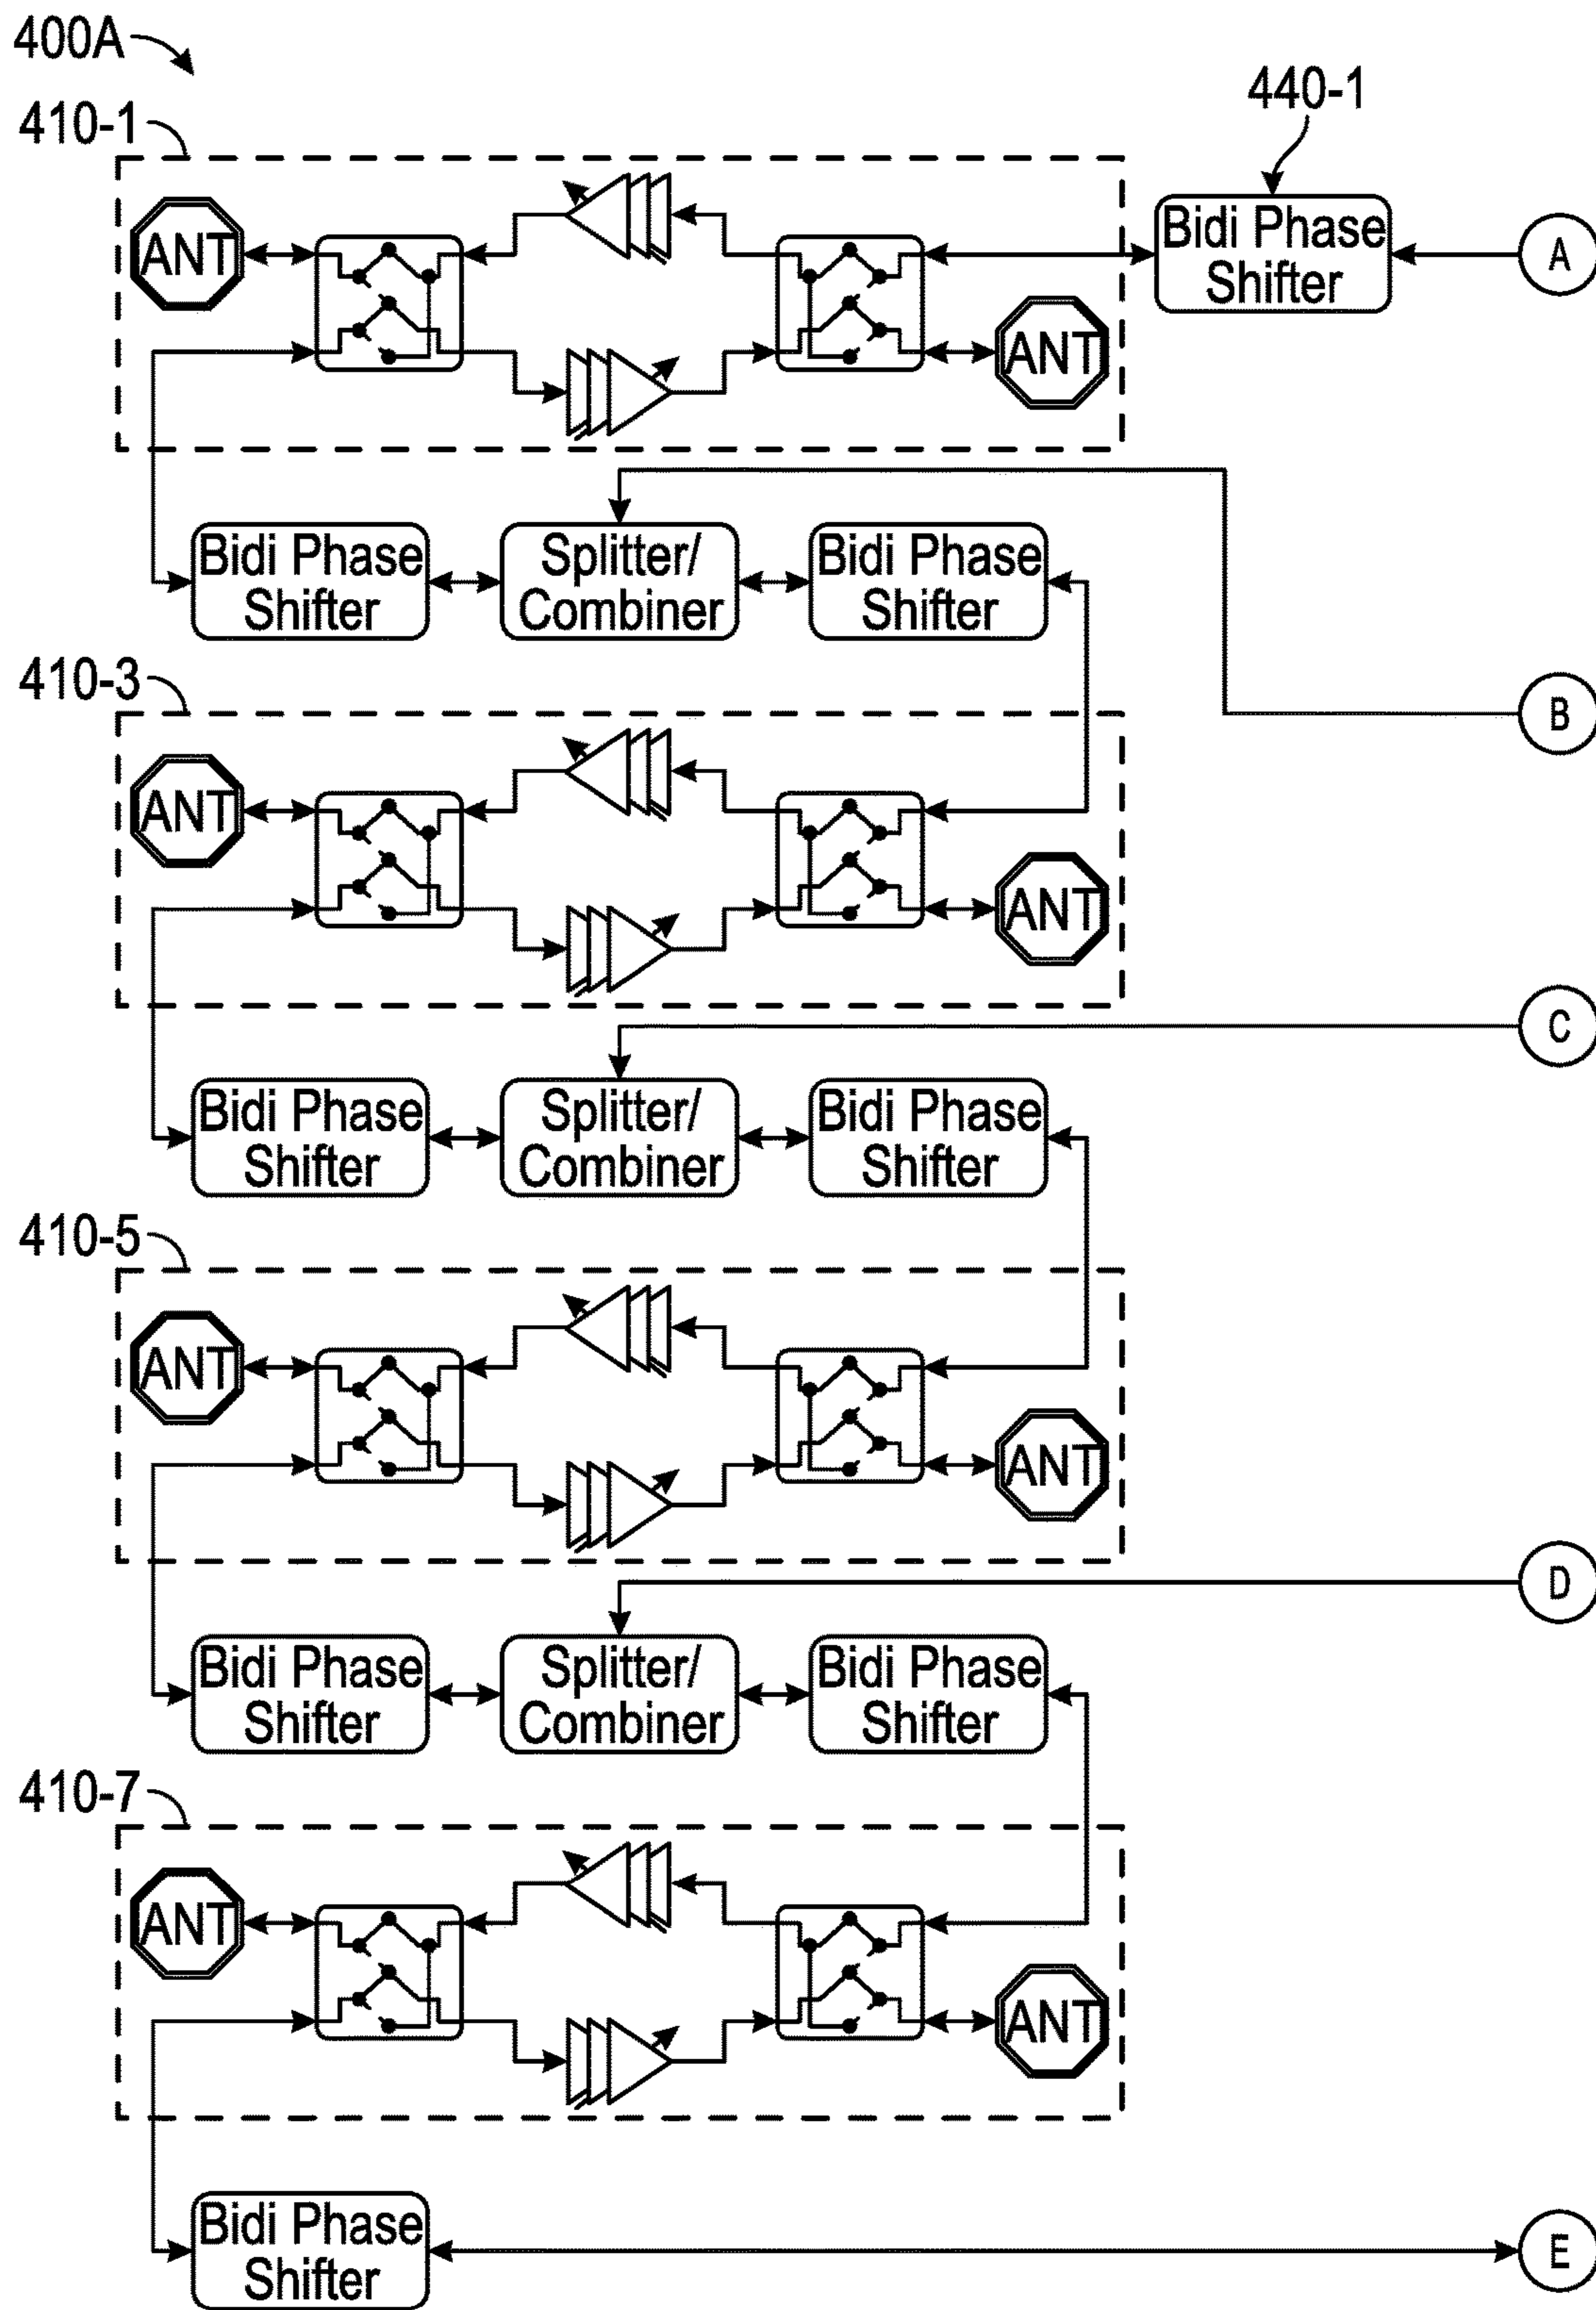 400A
410-1
440-1
ANT
Bidi Phase
Shifter
A
ANT
Bidi Phase
Shifter
Splitter/
Combiner
Bidi Phase
Shifter
410-3
B
ANT
ANT
C
Bidi Phase
Shifter
Splitter/
Combiner
Bidi Phase
Shifter
410-5
ANT
ANT
D
Bidi Phase
Shifter
Splitter/
Combiner
Bidi Phase
Shifter
410-7
ANT
ANT
Bidi Phase
Shifter
E